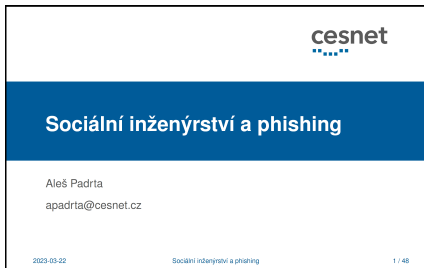 cesnet
Sociální inženýrství a phishing
Aleš Padrta
apadrta@cesnet.cz
2023-03-22 Sociální inženýrství a phishing 1 / 48